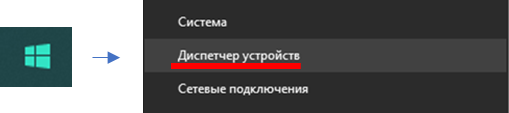 Система
Диспетчер устройств
Сетевые подключения